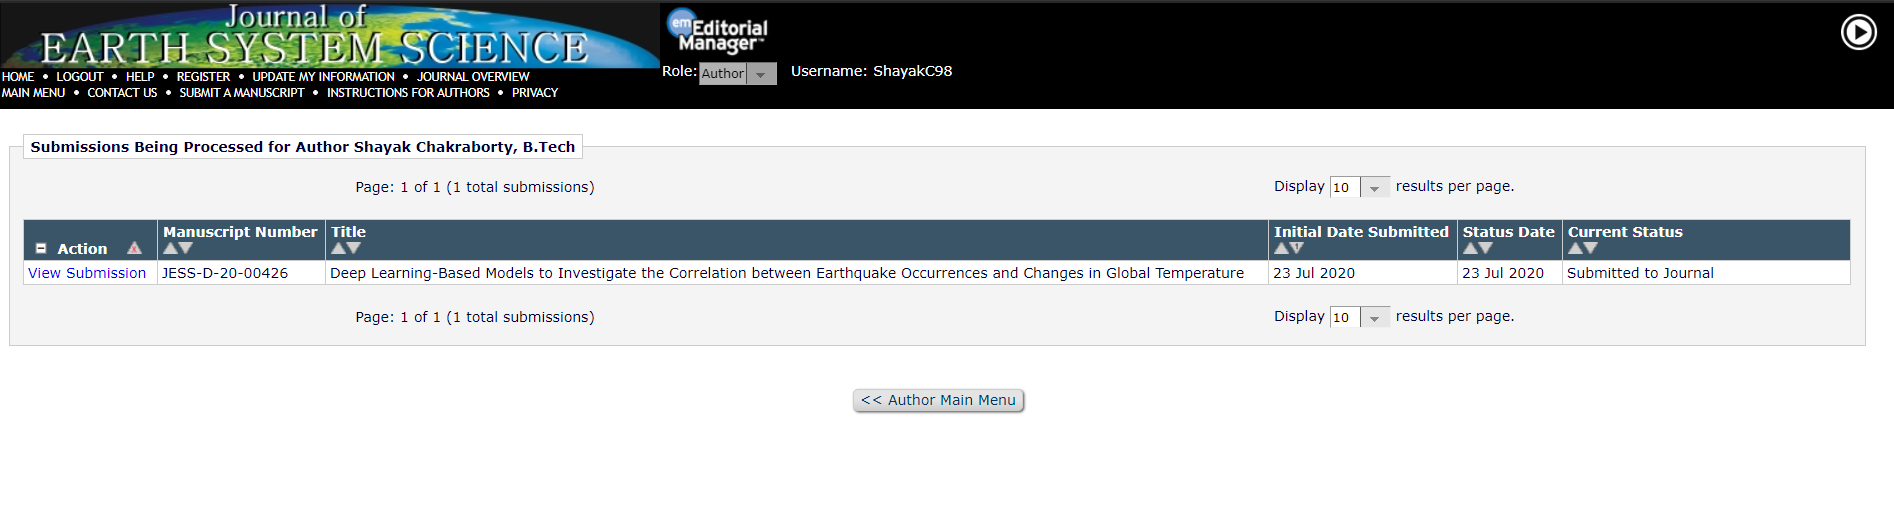 Journal of
EARTH SYSTEM SCIENCE
em Editorial
Manager™
HOME • LOGOUT • HELP • REGISTER • UPDATE MY INFORMATION • JOURNAL OVERVIEW
MAIN MENU • CONTACT US • SUBMIT A MANUSCRIPT • INSTRUCTIONS FOR AUTHORS • PRIVACY
Role: Author Username: ShayakC98
Submissions Being Processed for Author Shayak Chakraborty, B.Tech
Page: 1 of 1 (1 total submissions) Display 10 results per page.
Action Manuscript Number Title Initial Date Submitted Status Date Current Status
View Submission JESS-D-20-00426 Deep Learning-Based Models to Investigate the Correlation between Earthquake Occurrences and Changes in Global Temperature 23 Jul 2020 23 Jul 2020 Submitted to Journal
Page: 1 of 1 (1 total submissions) Display 10 results per page.
<< Author Main Menu